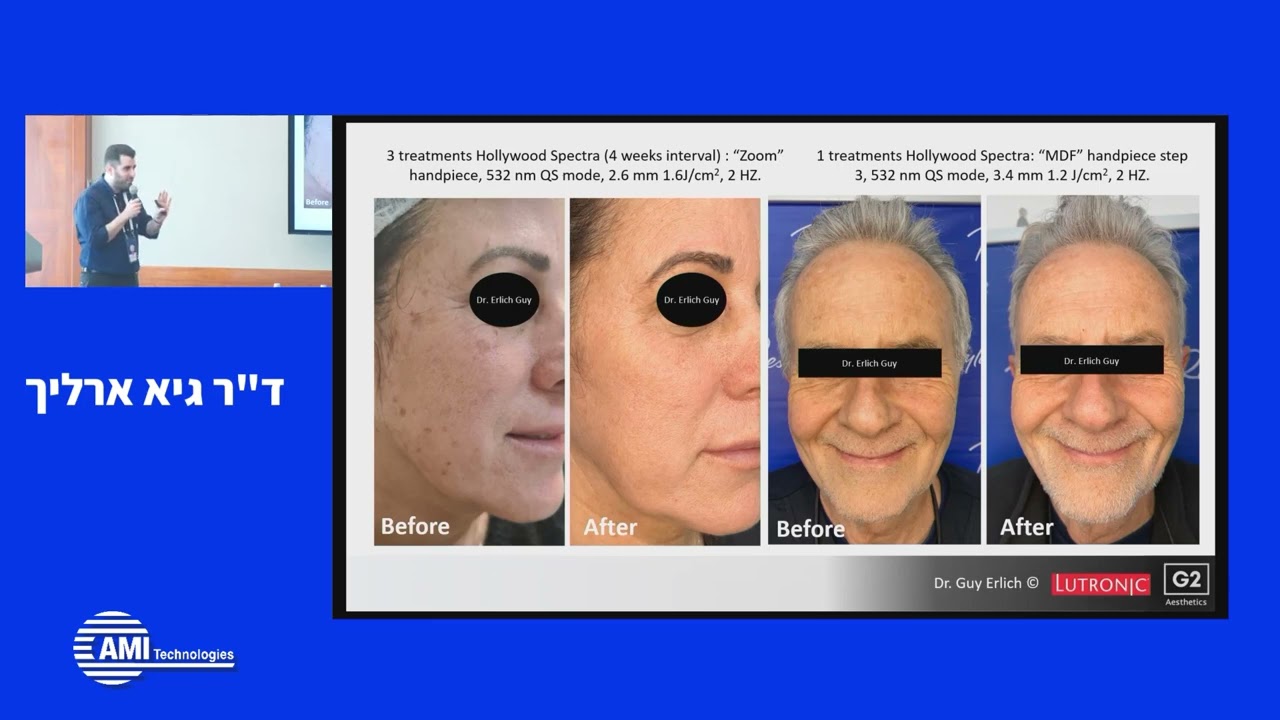 3 treatments Hollywood Spectra (4 weeks interval) : “Zoom”
handpiece, 532 nm QS mode, 2.6 mm 1.6J/cm², 2 HZ.
1 treatments Hollywood Spectra: “MDF” handpiece step
3, 532 nm QS mode, 3.4 mm 1.2 J/cm², 2 HZ.
Before
Dr. Erlich Guy
Dr. Erlich Guy
Dr. Erlich Guy
Dr. Erlich Guy
Before
After
Before
After
ד"ר גיא ארליך
Dr. Guy Erlich ©
LUTRONIC
G2
Aesthetics
AMI Technologies